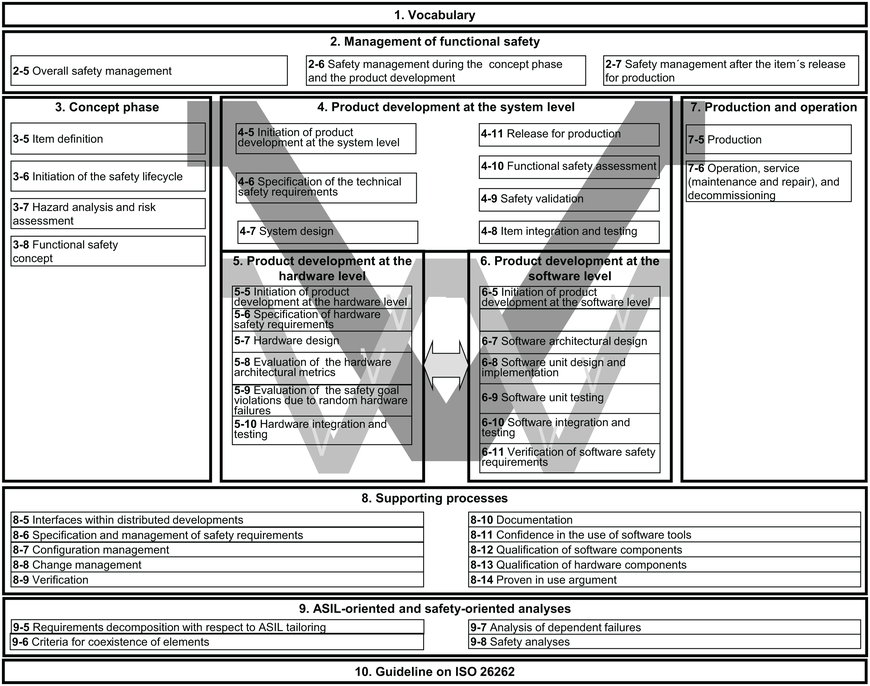 1. Vocabulary
2. Management of functional safety
2-5 Overall safety management
2-6 Safety management during the concept phase
and the product development
2-7 Safety management after the item´s release
for production
3. Concept phase
3-5 Item definition
3-6 Initiation of the safety lifecycle
3-7 Hazard analysis and risk
assessment
3-8 Functional safety
concept
4. Product development at the system level
4-5 Initiation of product
development at the system level
4-6 Specification of the technical
safety requirements
4-7 System design
4-11 Release for production
4-10 Functional safety assessment
4-9 Safety validation
4-8 Item integration and testing
7. Production and operation
7-5 Production
7-6 Operation, service
(maintenance and repair), and
decommissioning
5. Product development at the
hardware level
5-5 Initiation of product
development at the hardware level
5-6 Specification of hardware
safety requirements
5-7 Hardware design
5-8 Evaluation of the hardware
architectural metrics
5-9 Evaluation of the safety goal
violations due to random hardware
failures
5-10 Hardware integration and
testing
6. Product development at the
software level
6-5 Initiation of product
development at the software level
6-7 Software architectural design
6-8 Software unit design and
implementation
6-9 Software unit testing
6-10 Software integration and
testing
6-11 Verification of software safety
requirements
8. Supporting processes
8-5 Interfaces within distributed developments
8-6 Specification and management of safety requirements
8-7 Configuration management
8-8 Change management
8-9 Verification
8-10 Documentation
8-11 Confidence in the use of software tools
8-12 Qualification of software components
8-13 Qualification of hardware components
8-14 Proven in use argument
9. ASIL-oriented and safety-oriented analyses
9-5 Requirements decomposition with respect to ASIL tailoring
9-6 Criteria for coexistence of elements
9-7 Analysis of dependent failures
9-8 Safety analyses
10. Guideline on ISO 26262